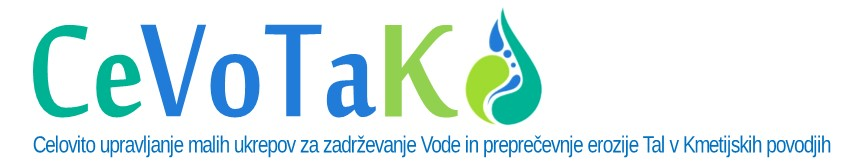 CeVoTaK
Celovito upravljanje malih ukrepov za zadrževanje Vode in preprečevnje erozije Tal v Kmetijskih povodjih